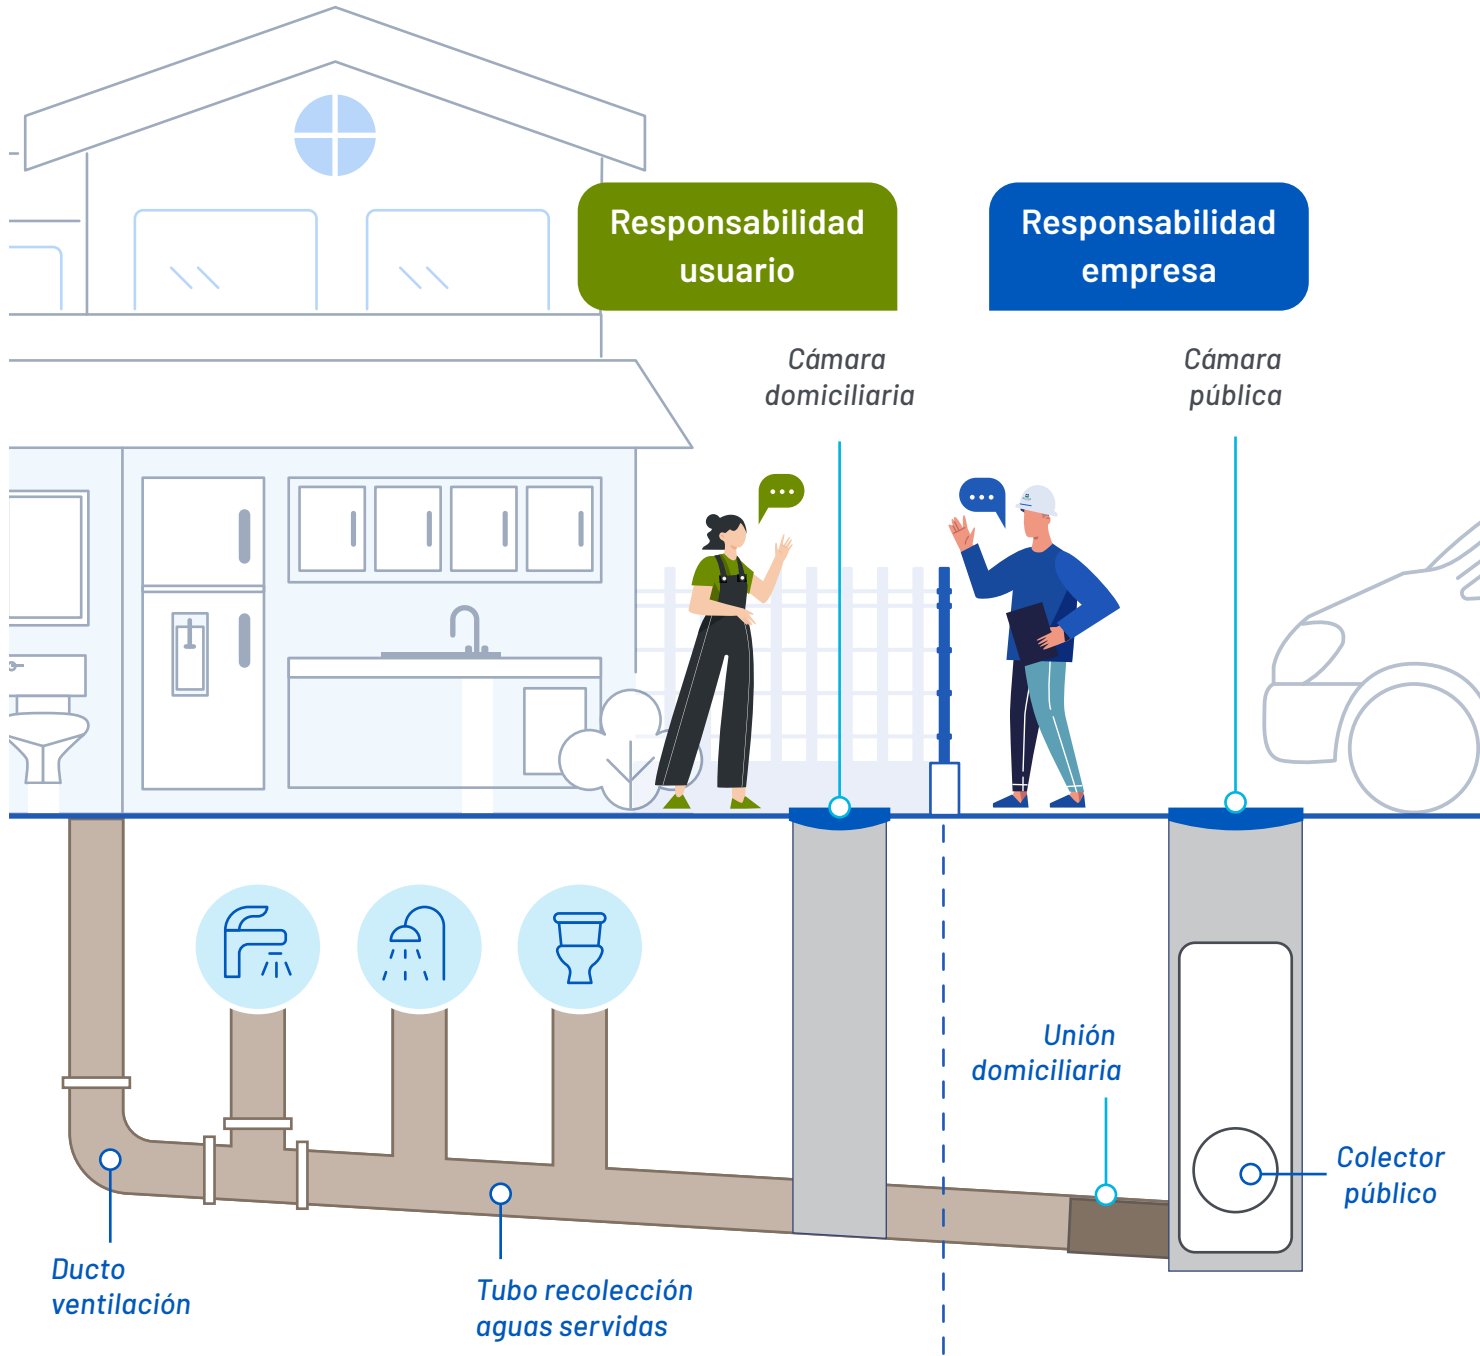 Responsabilidad
usuario
Responsabilidad
empresa
Cámara
domiciliaria
Cámara
pública
Unión
domiciliaria
Colector
público
Ducto
ventilación
Tubo recolección
aguas servidas